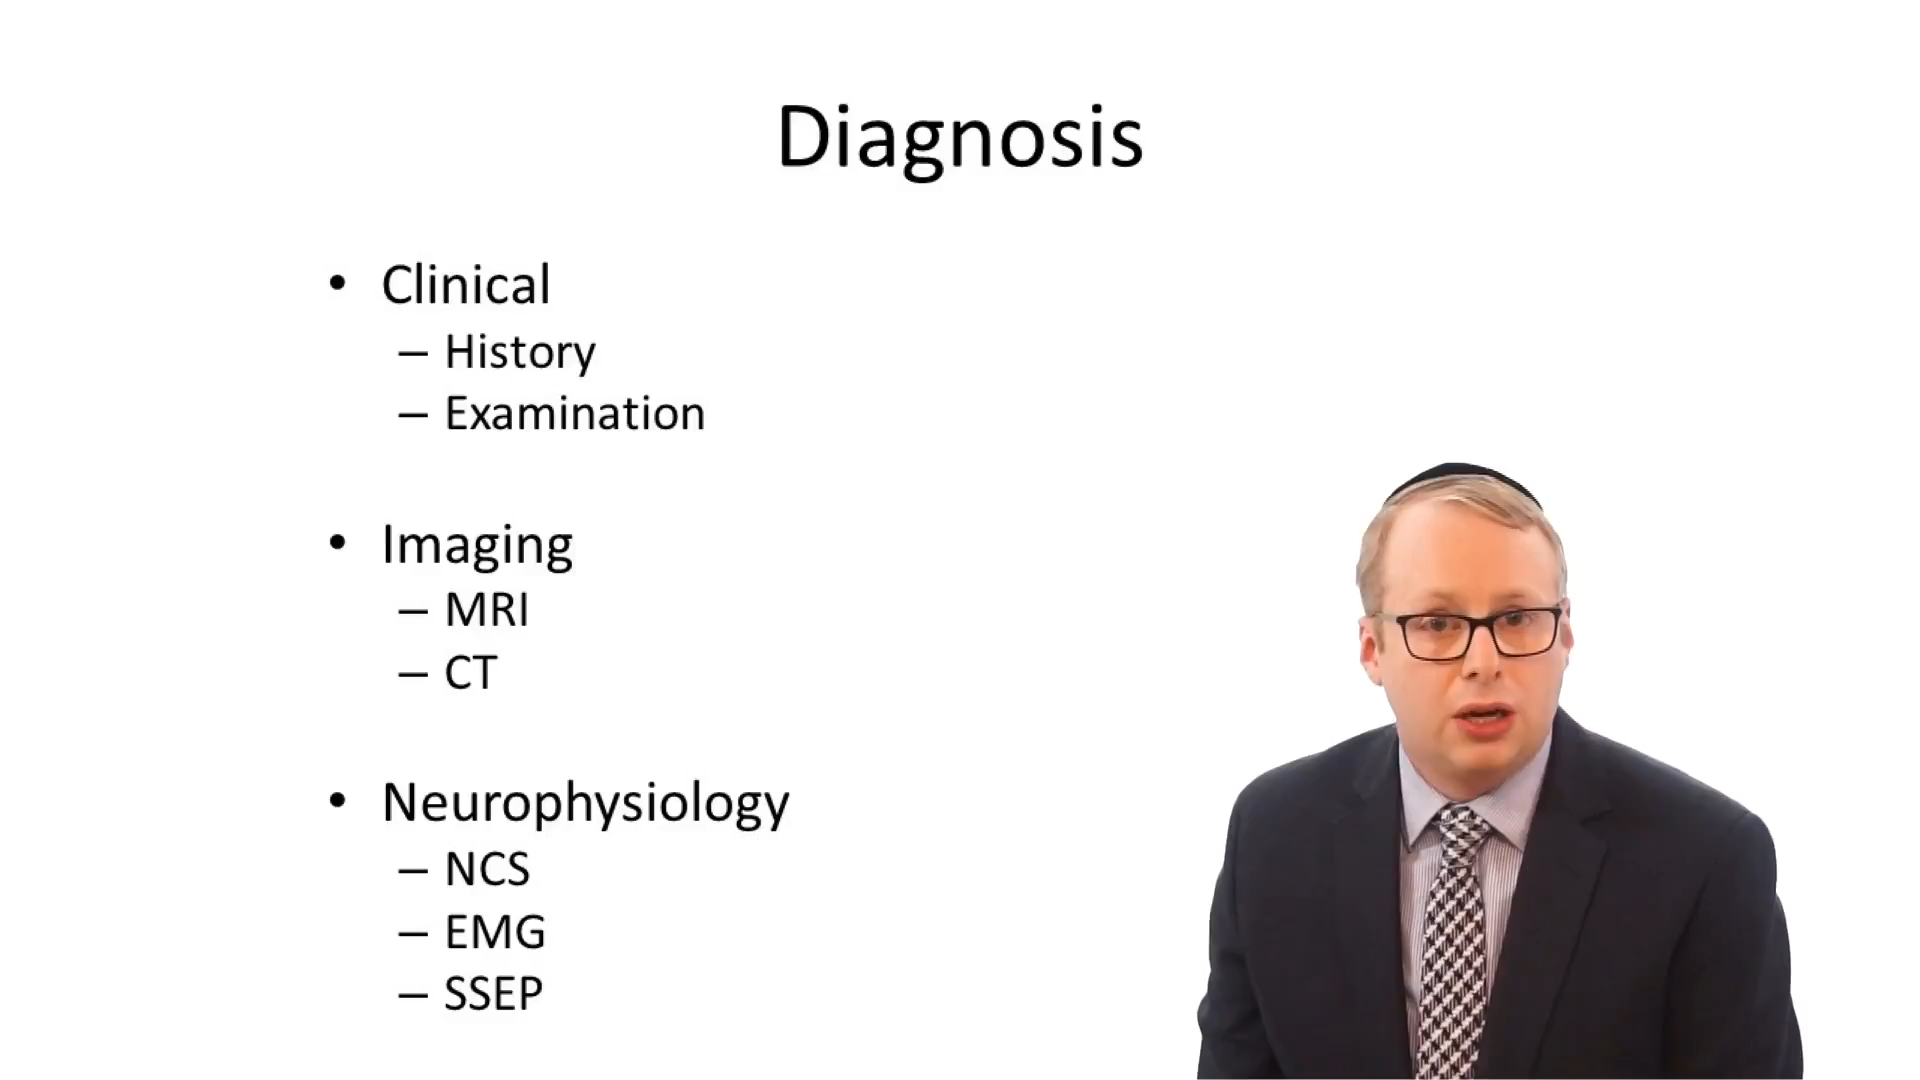 Diagnosis
• Clinical
– History
– Examination
• Imaging
– MRI
– CT
• Neurophysiology
– NCS
– EMG
– SSEP